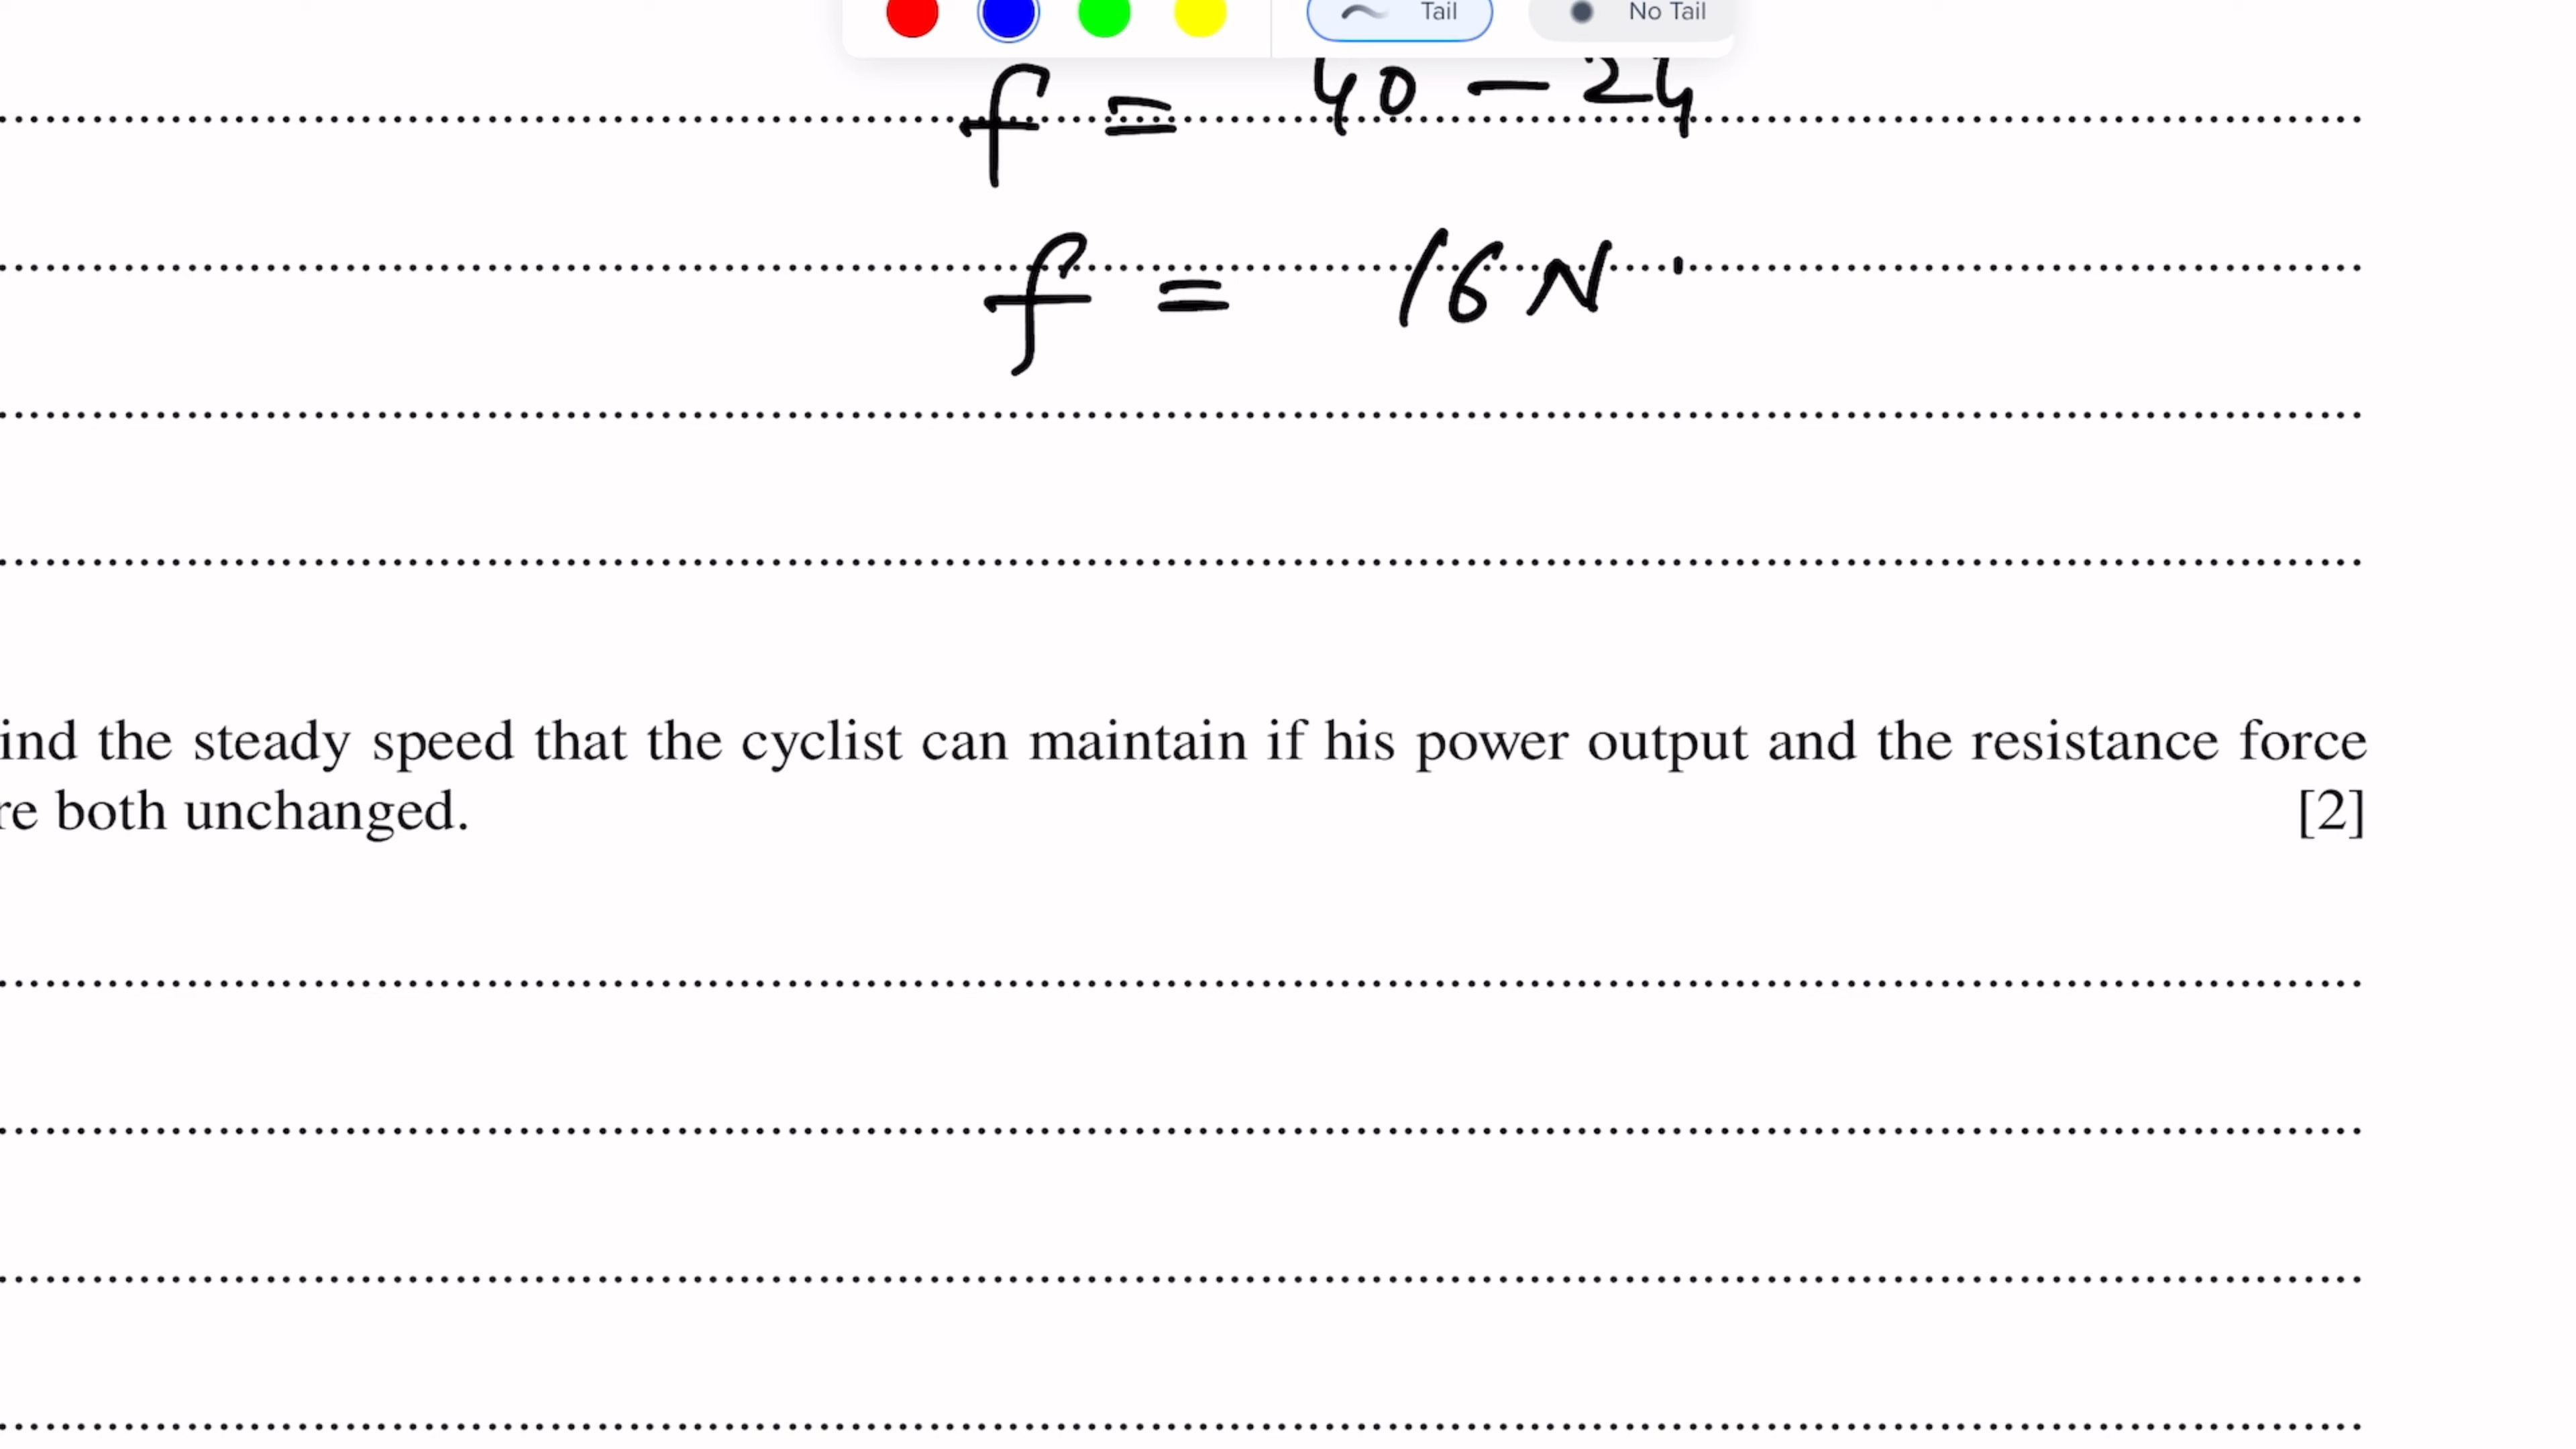 Tail No Tail
f = 40 - 24
f = 16 N
ind the steady speed that the cyclist can maintain if his power output and the resistance force
re both unchanged. [2]